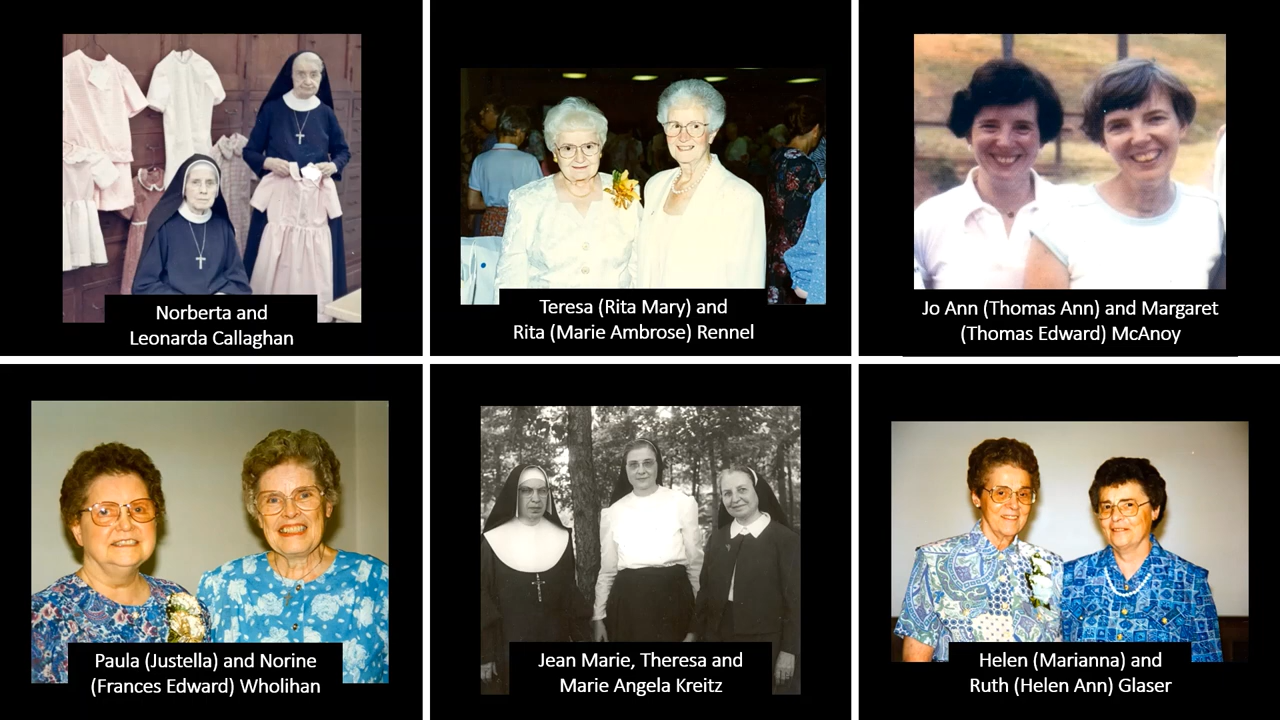 Norberta and
Leonarda Callaghan
Teresa (Rita Mary) and
Rita (Marie Ambrose) Rennel
Jo Ann (Thomas Ann) and Margaret
(Thomas Edward) McAnoy
Paula (Justella) and Norine
(Frances Edward) Wholihan
Jean Marie, Theresa and
Marie Angela Kreitz
Helen (Marianna) and
Ruth (Helen Ann) Glaser